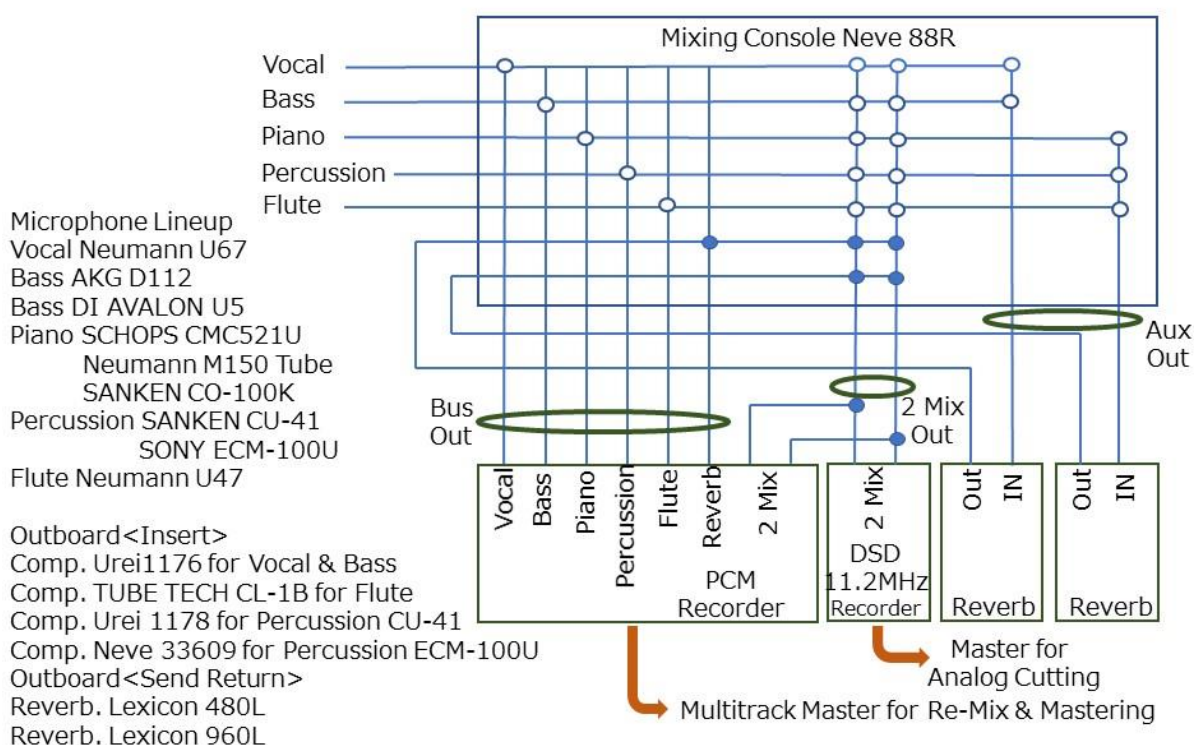 Mixing Console Neve 88R
Vocal
Bass
Piano
Percussion
Flute
Microphone Lineup
Vocal Neumann U67
Bass AKG D112
Bass DI AVALON U5
Piano SCHOPS CMC521U
Neumann M150 Tube
SANKEN CO-100K
Percussion SANKEN CU-41
SONY ECM-100U
Flute Neumann U47
Outboard<Insert>
Comp. Urei1176 for Vocal & Bass
Comp. TUBE TECH CL-1B for Flute
Comp. Urei 1178 for Percussion CU-41
Comp. Neve 33609 for Percussion ECM-100U
Outboard<Send Return>
Reverb. Lexicon 480L
Reverb. Lexicon 960L
Aux
Out
Bus
Out
2 Mix
Out
Vocal
Bass
Piano
Percussion
Flute
Reverb
2 Mix
PCM
Recorder
2 Mix
DSD
11.2MHz
Recorder
Out
IN
Reverb
Out
IN
Reverb
Master for
Analog Cutting
Multitrack Master for Re-Mix & Mastering